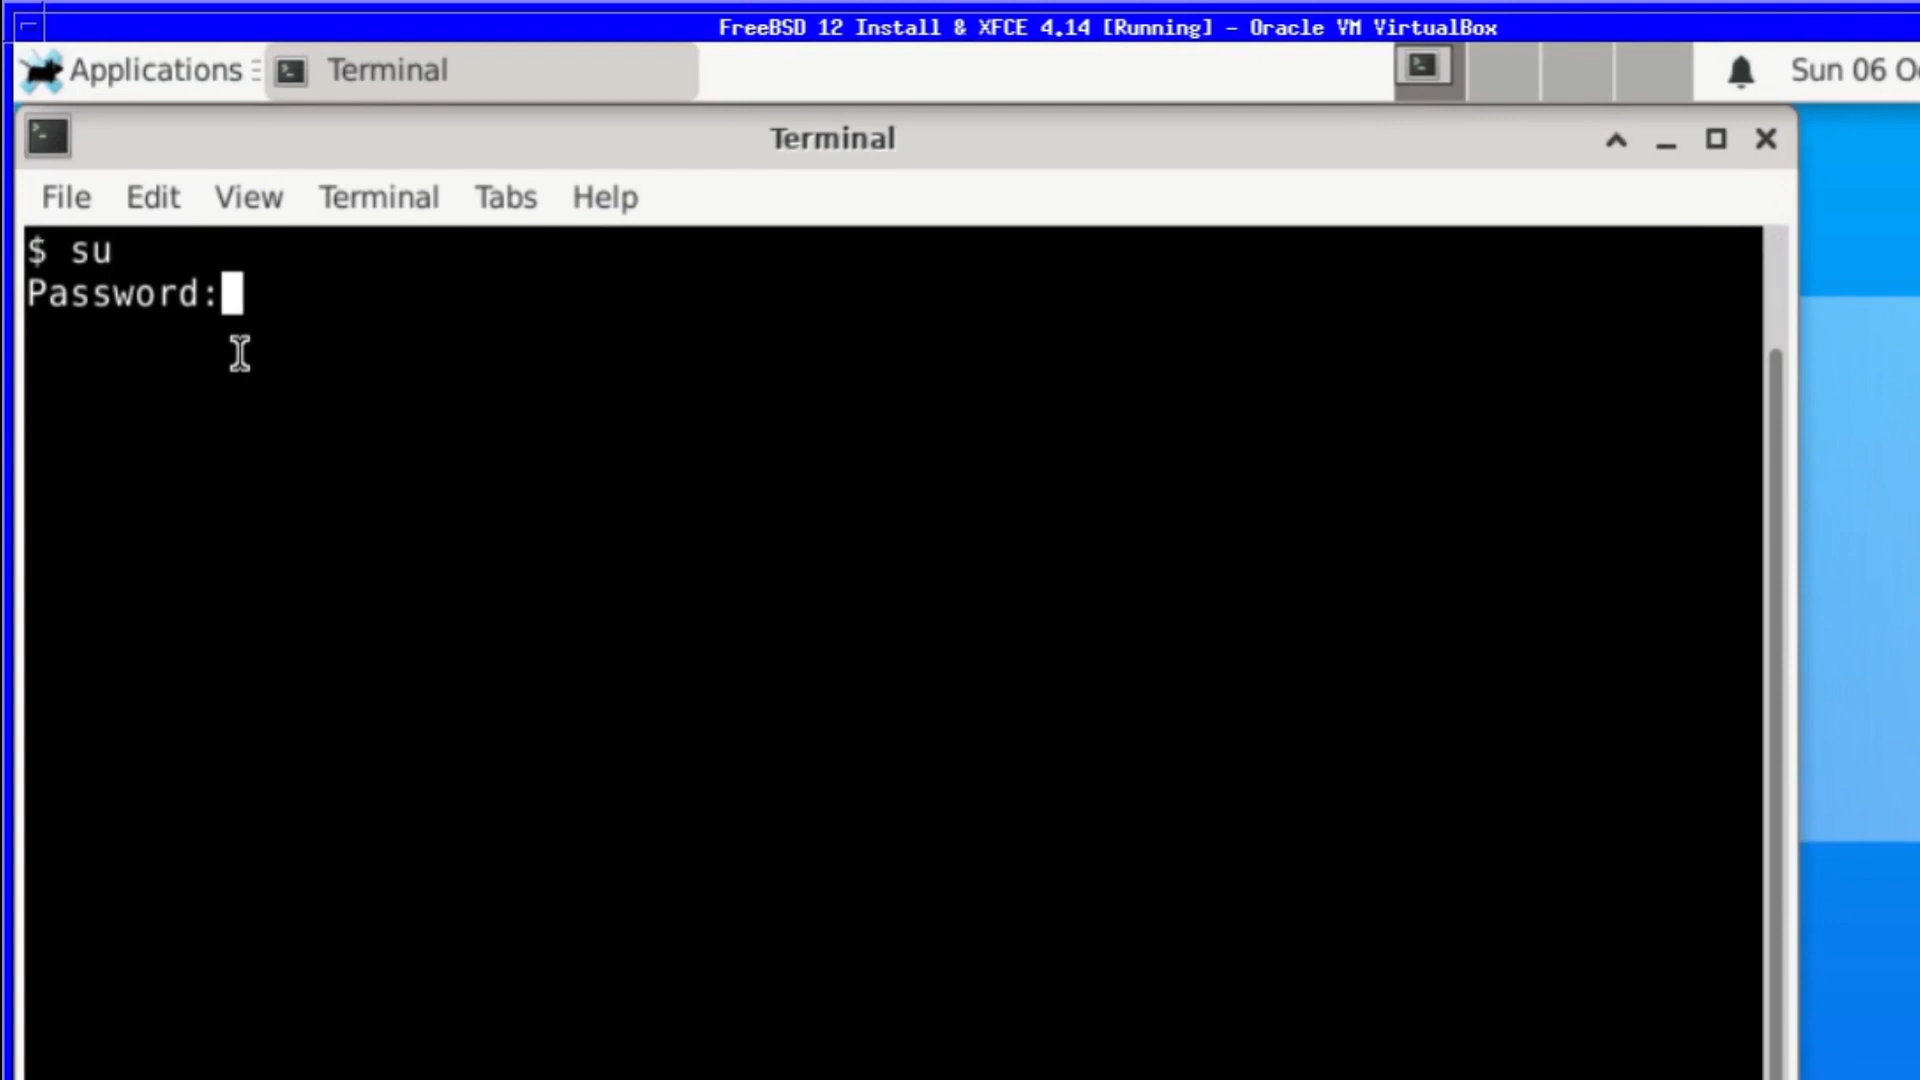 FreeBSD 12 Install & XFCE 4.14 [Running] - Oracle VM VirtualBox
Applications Terminal Sun 06
Terminal
File Edit View Terminal Tabs Help
$ su
Password: